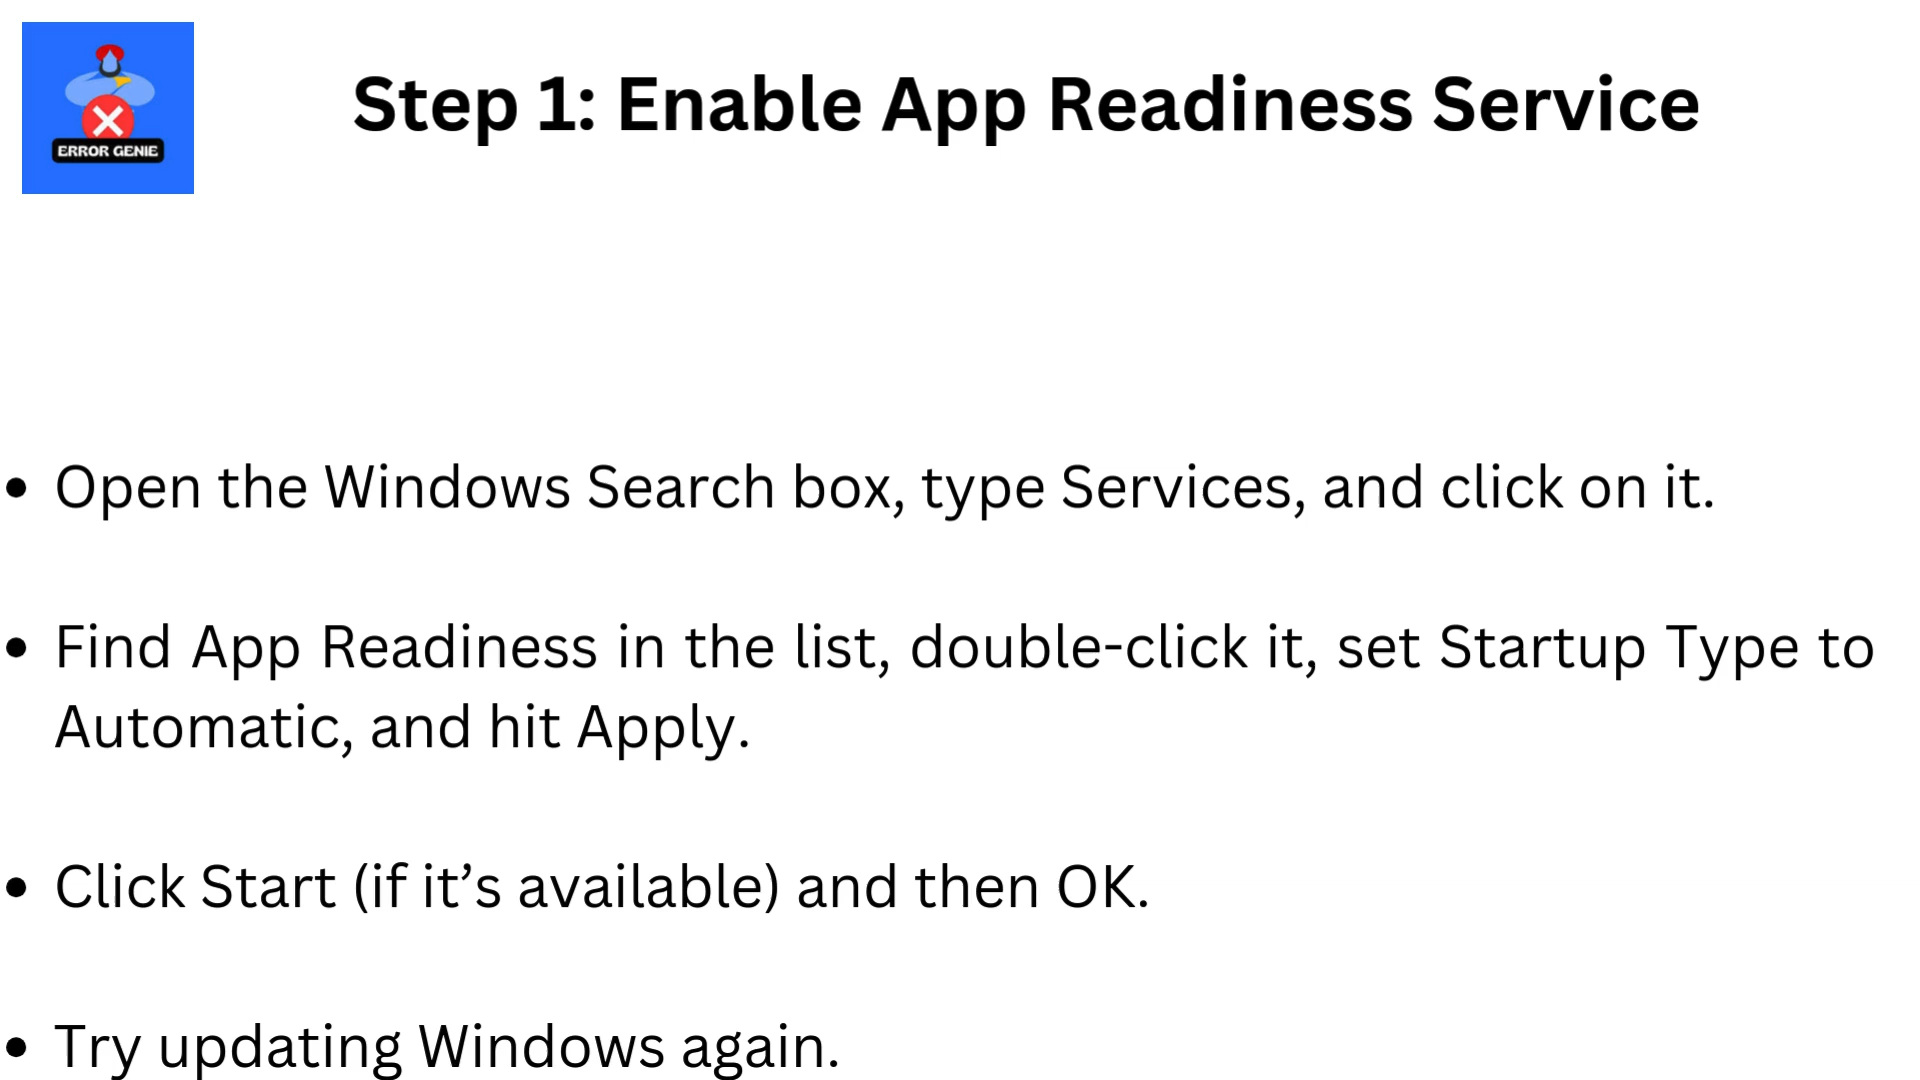 ERROR GENIE
Step 1: Enable App Readiness Service
• Open the Windows Search box, type Services, and click on it.
• Find App Readiness in the list, double-click it, set Startup Type to
Automatic, and hit Apply.
• Click Start (if it’s available) and then OK.
• Try updating Windows again.